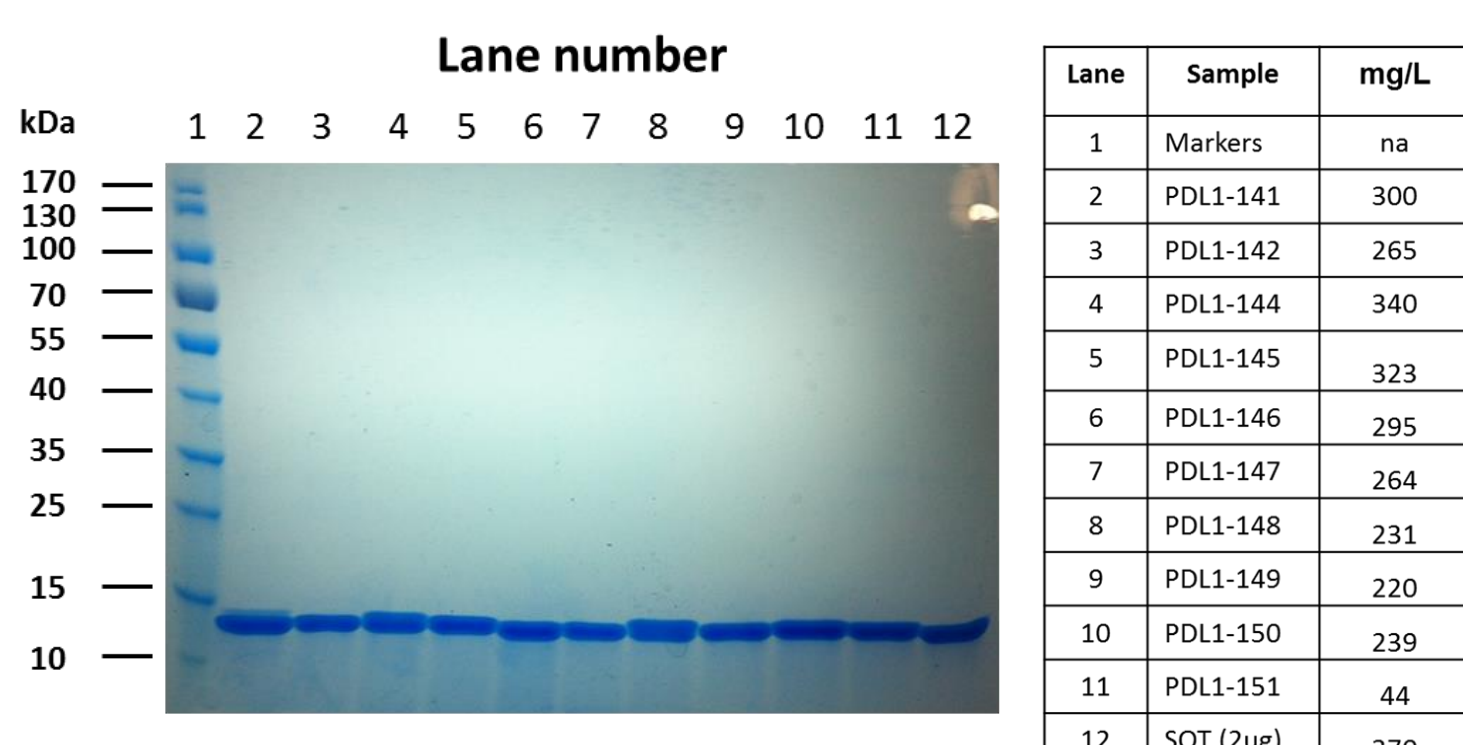 Lane number
kDa 1 2 3 4 5 6 7 8 9 10 11 12
170
130
100
70
55
40
35
25
15
10
Lane Sample mg/L
1 Markers na
2 PDL1-141 300
3 PDL1-142 265
4 PDL1-144 340
5 PDL1-145 323
6 PDL1-146 295
7 PDL1-147 264
8 PDL1-148 231
9 PDL1-149 220
10 PDL1-150 239
11 PDL1-151 44
12 SOT (2ug)